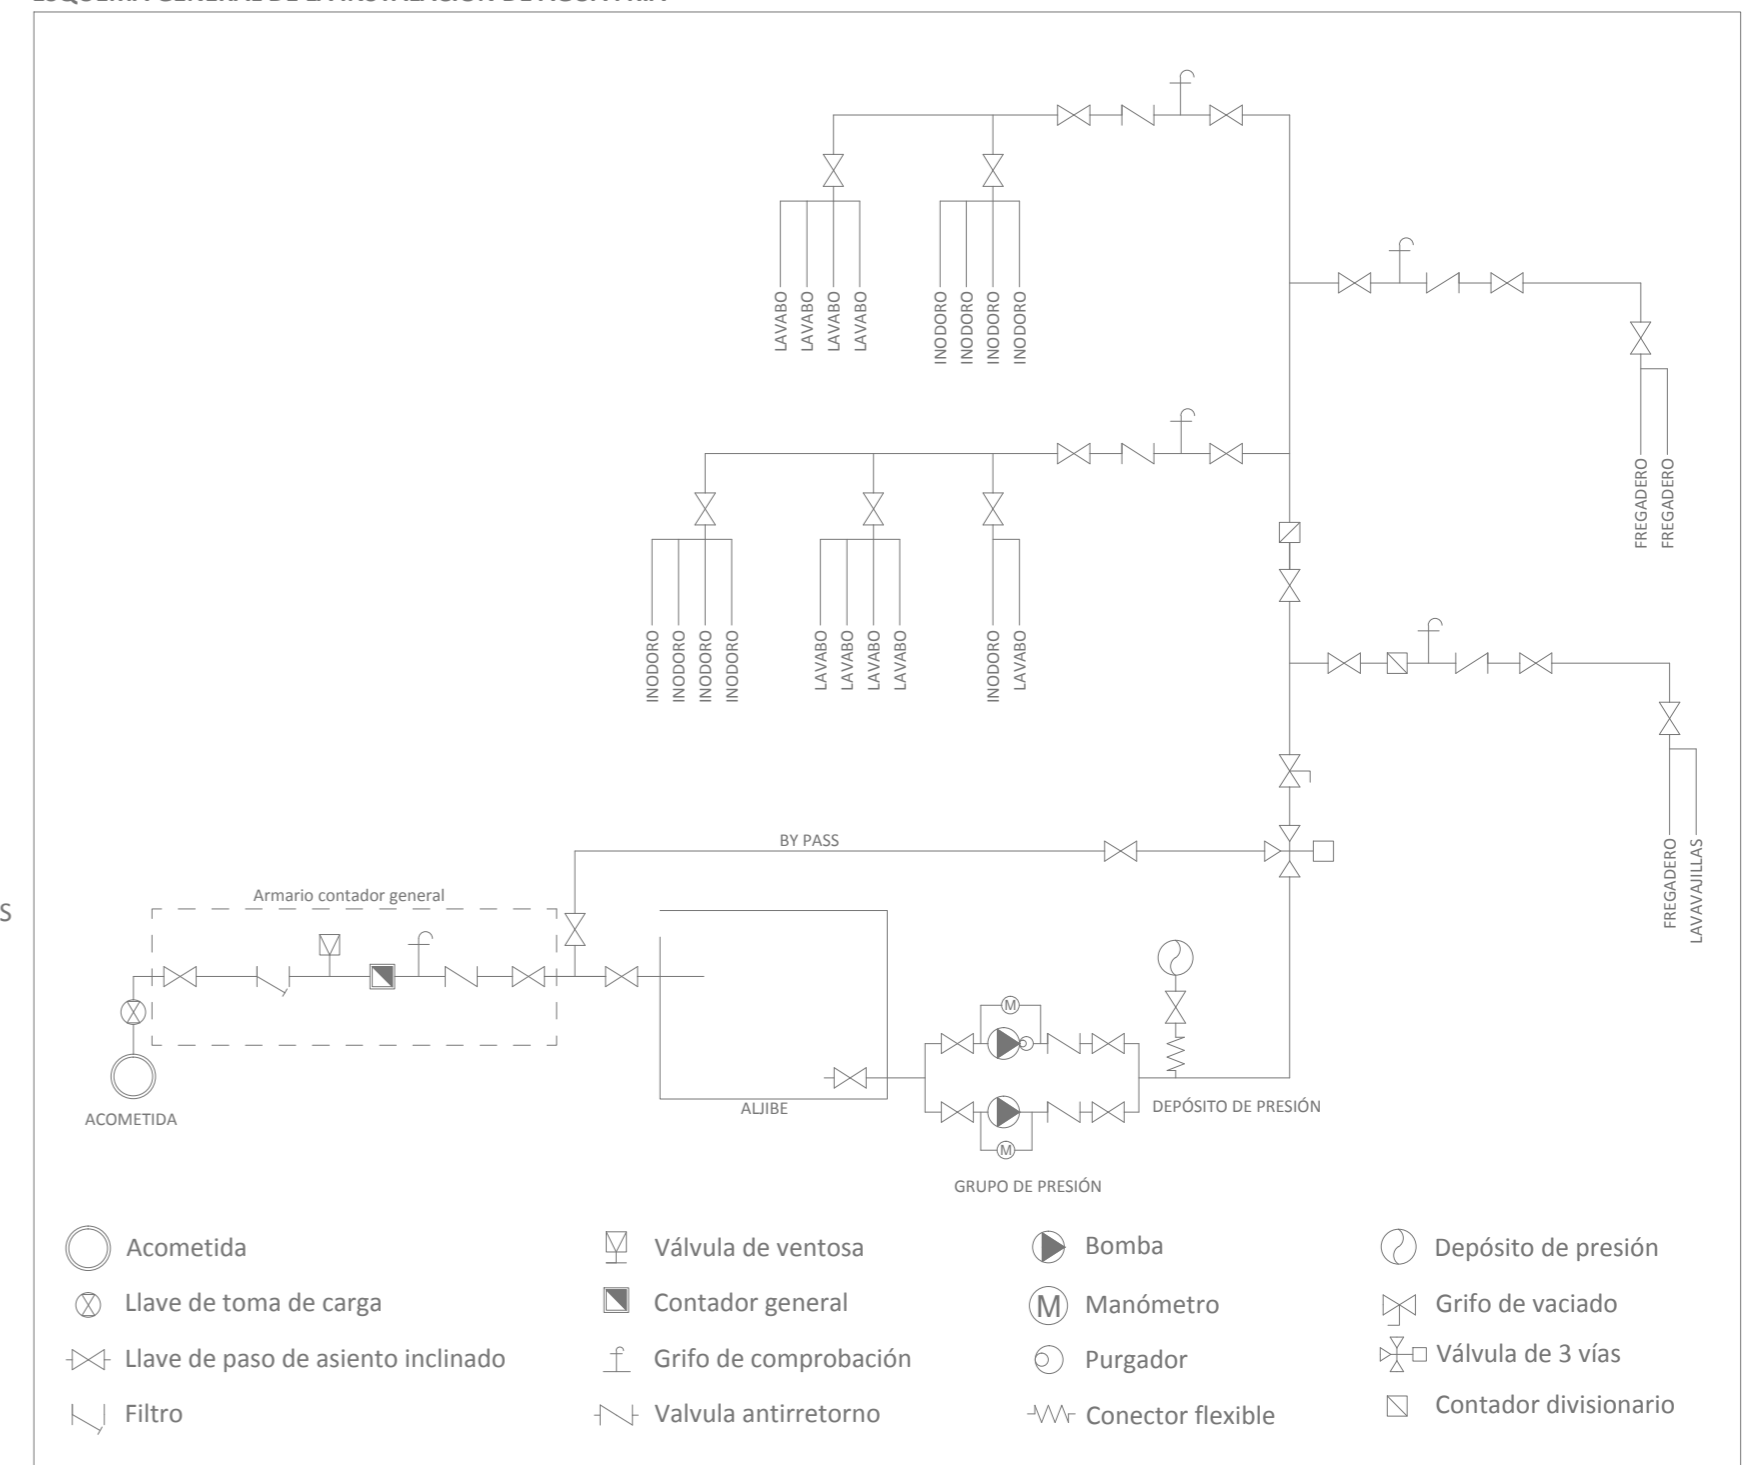 LAVABO
LAVABO
LAVABO
LAVABO
INODORO
INODORO
INODORO
INODORO
FREGADERO
FREGADERO
INODORO
INODORO
INODORO
INODORO
LAVABO
LAVABO
LAVABO
LAVABO
INODORO
LAVABO
FREGADERO
LAVAVAJILLAS
BY PASS
Armario contador general
S
M
ACOMETIDA
ALJIBE
DEPÓSITO DE PRESIÓN
M
GRUPO DE PRESIÓN
Acometida
Válvula de ventosa
Bomba
Depósito de presión
Llave de toma de carga
Contador general
M Manómetro
Grifo de vaciado
Llave de paso de asiento inclinado
Grifo de comprobación
Purgador
Válvula de 3 vías
Filtro
Valvula antirretorno
Conector flexible
Contador divisionario